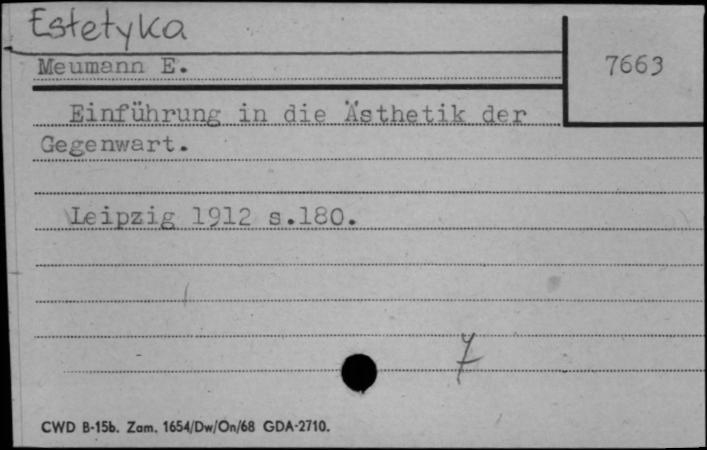 Estetyka
Meumann E.
7663
Einführung in die Ästhetik der
Gegenwart.
Leipzig 1912 s.180.
7
CWD B-15b. Zam. 1654/Dw/On/68 GDA-2710.